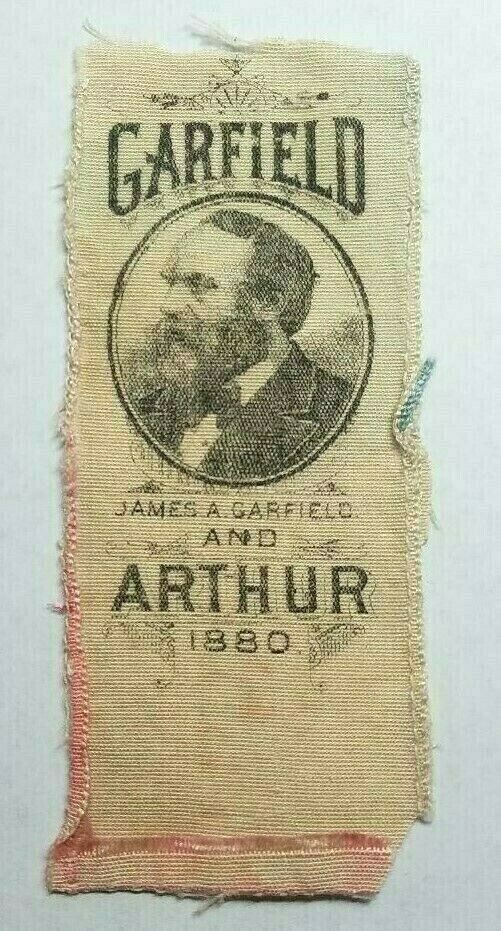 GARFIELD
JAMES A GARFIELD
AND
ARTHUR
1880.